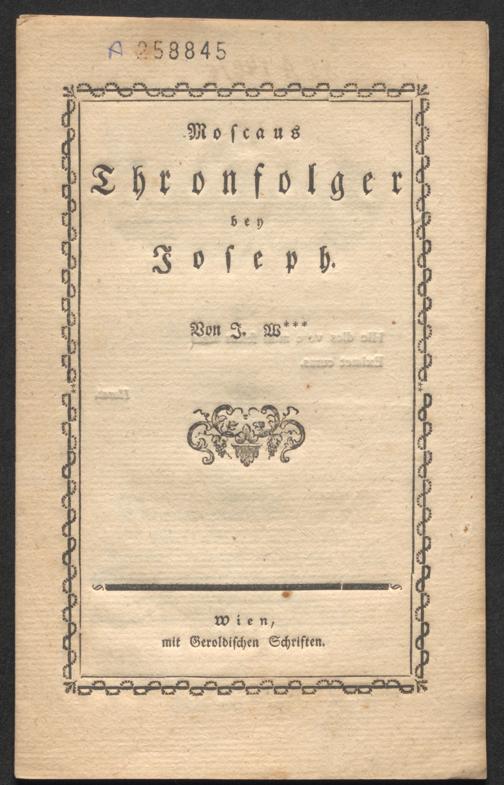 A 258845
Moſcaus
Thronfolger
bey
Joſeph.
Von J. W***
Wien,
mit Geroldiſchen Schriften.